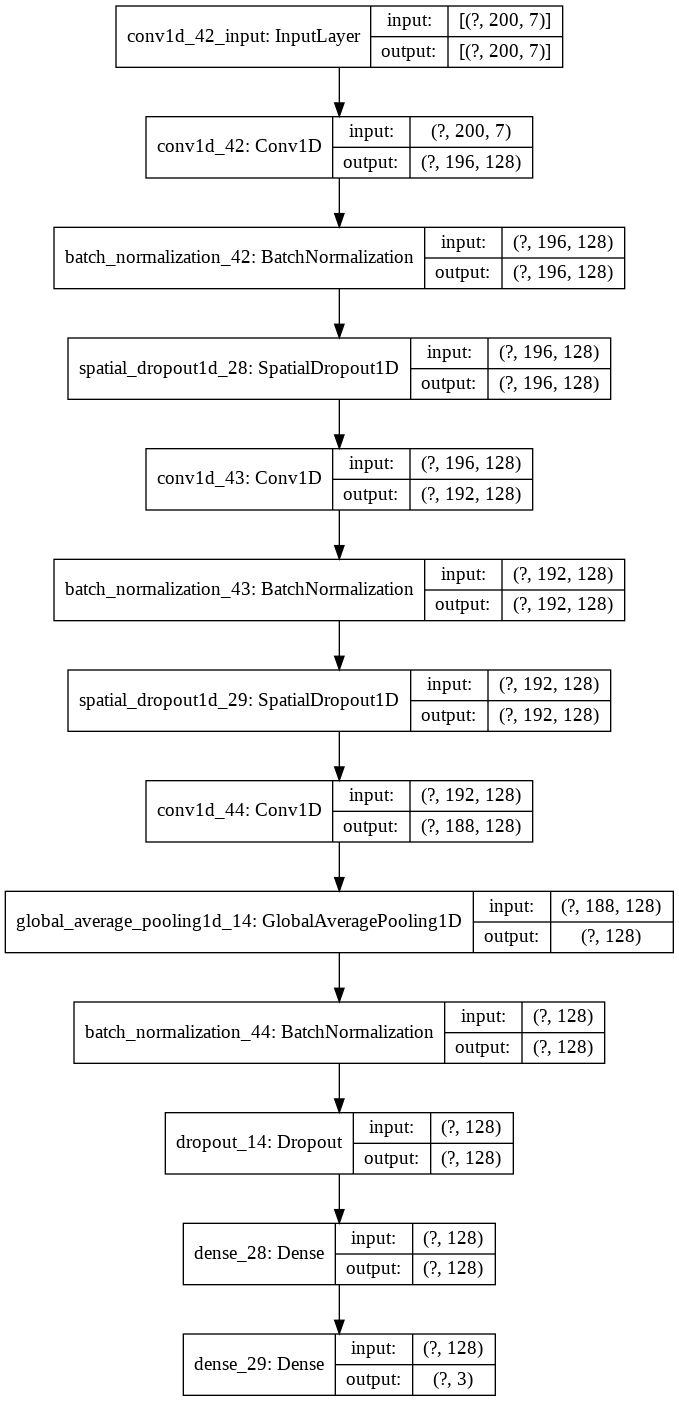 conv1d_42_input: InputLayer
input: [(?, 200, 7)]
output: [(?, 200, 7)]
conv1d_42: Conv1D
input: (?, 200, 7)
output: (?, 196, 128)
batch_normalization_42: BatchNormalization
input: (?, 196, 128)
output: (?, 196, 128)
spatial_dropout1d_28: SpatialDropout1D
input: (?, 196, 128)
output: (?, 196, 128)
conv1d_43: Conv1D
input: (?, 196, 128)
output: (?, 192, 128)
batch_normalization_43: BatchNormalization
input: (?, 192, 128)
output: (?, 192, 128)
spatial_dropout1d_29: SpatialDropout1D
input: (?, 192, 128)
output: (?, 192, 128)
conv1d_44: Conv1D
input: (?, 192, 128)
output: (?, 188, 128)
global_average_pooling1d_14: GlobalAveragePooling1D
input: (?, 188, 128)
output: (?, 128)
batch_normalization_44: BatchNormalization
input: (?, 128)
output: (?, 128)
dropout_14: Dropout
input: (?, 128)
output: (?, 128)
dense_28: Dense
input: (?, 128)
output: (?, 128)
dense_29: Dense
input: (?, 128)
output: (?, 3)